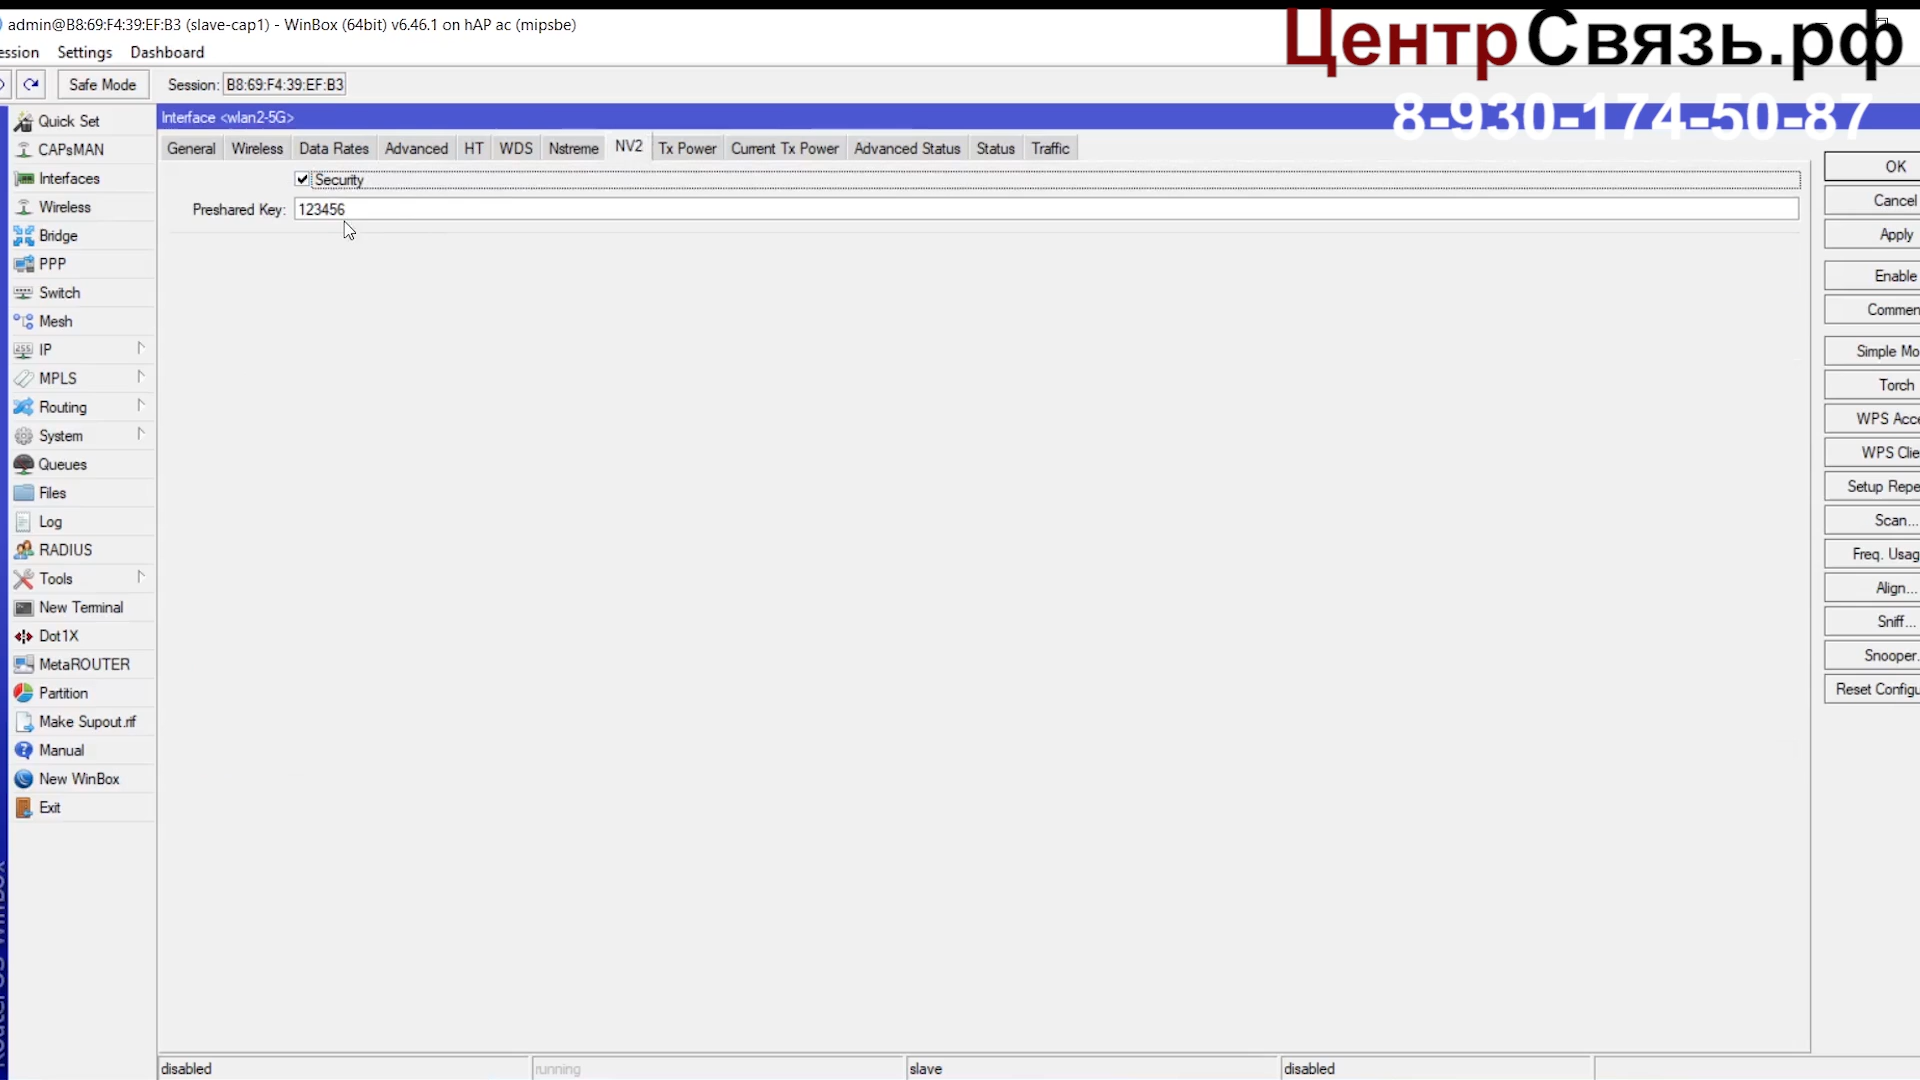 admin@B8:69:F4:39:EF:B3 (slave-cap1) - WinBox (64bit) v6.46.1 on hAP ac (mipsbe)
ЦентрСвязь.рф
ession Settings Dashboard
Safe Mode Session: B8:69:F4:39:EF:B3
8-930-174-50-87
Interface <wlan2-5G>
General Wireless Data Rates Advanced HT WDS Nstreme NV2 Tx Power Current Tx Power Advanced Status Status Traffic
Security
Preshared Key: 123456
Quick Set
CAPsMAN
Interfaces
Wireless
Bridge
PPP
Switch
Mesh
IP
MPLS
Routing
System
Queues
Files
Log
RADIUS
Tools
New Terminal
Dot1X
MetaROUTER
Partition
Make Supout.rif
Manual
New WinBox
Exit
OK
Cancel
Apply
Enable
Commen
Simple Mo
Torch
WPS Acce
WPS Clie
Setup Repe
Scan...
Freq. Usag
Align...
Sniff...
Snooper.
Reset Configu
RouterOS WinBox
disabled running slave disabled